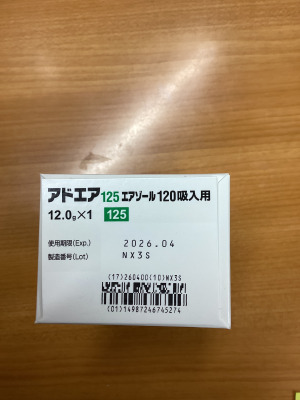 アドエア125エアゾール120吸入用
12.0g×1 125
使用期限(Exp.) 2026.04
製造番号(Lot) NX3S
(17)260400(10)NX3S
(01)14987246745274